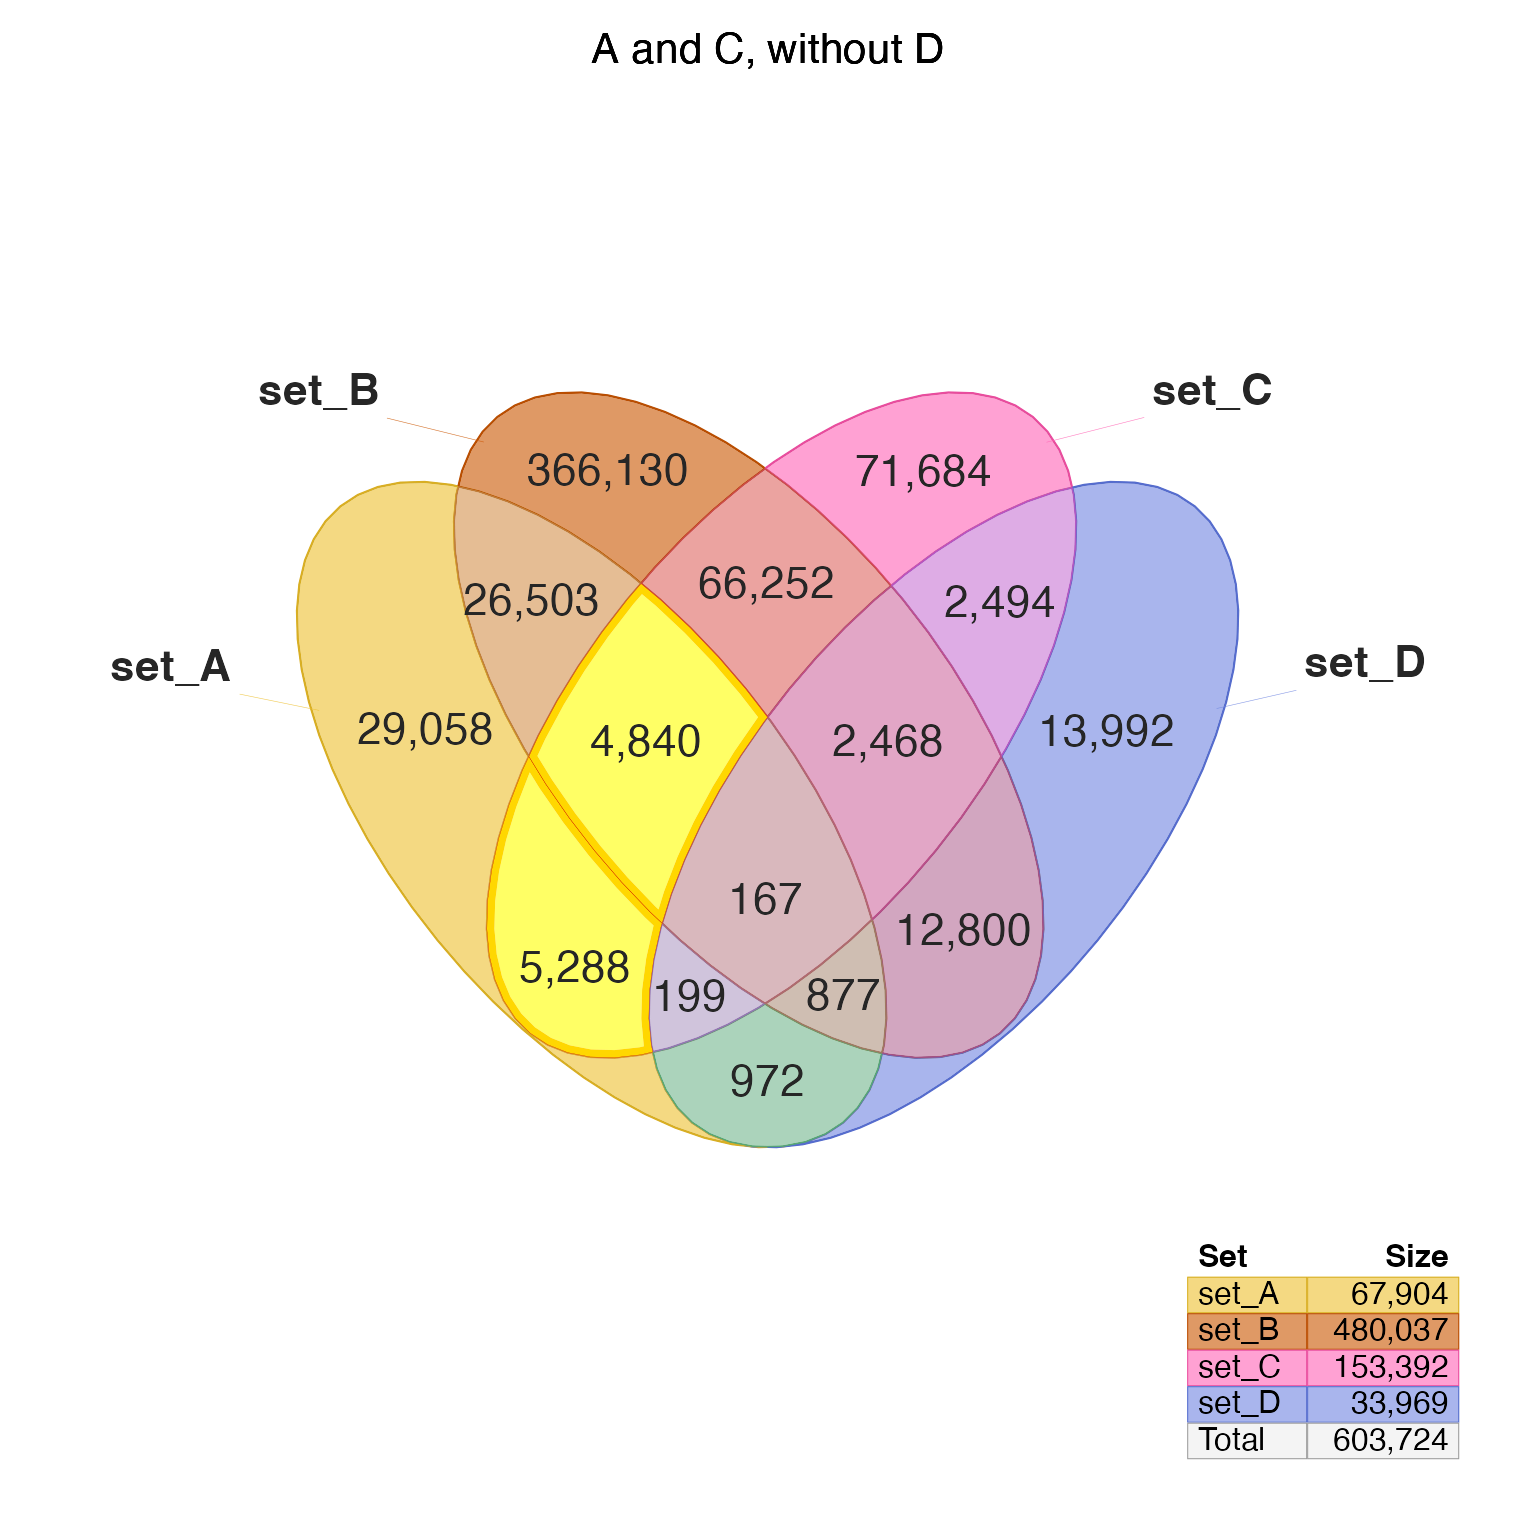 A and C, without D
set_B
set_C
366,130
71,684
66,252
26,503
2,494
set_A
set_D
29,058
4,840
2,468
13,992
167
12,800
5,288
199
877
972
Set Size
set_A 67,904
set_B 480,037
set_C 153,392
set_D 33,969
Total 603,724